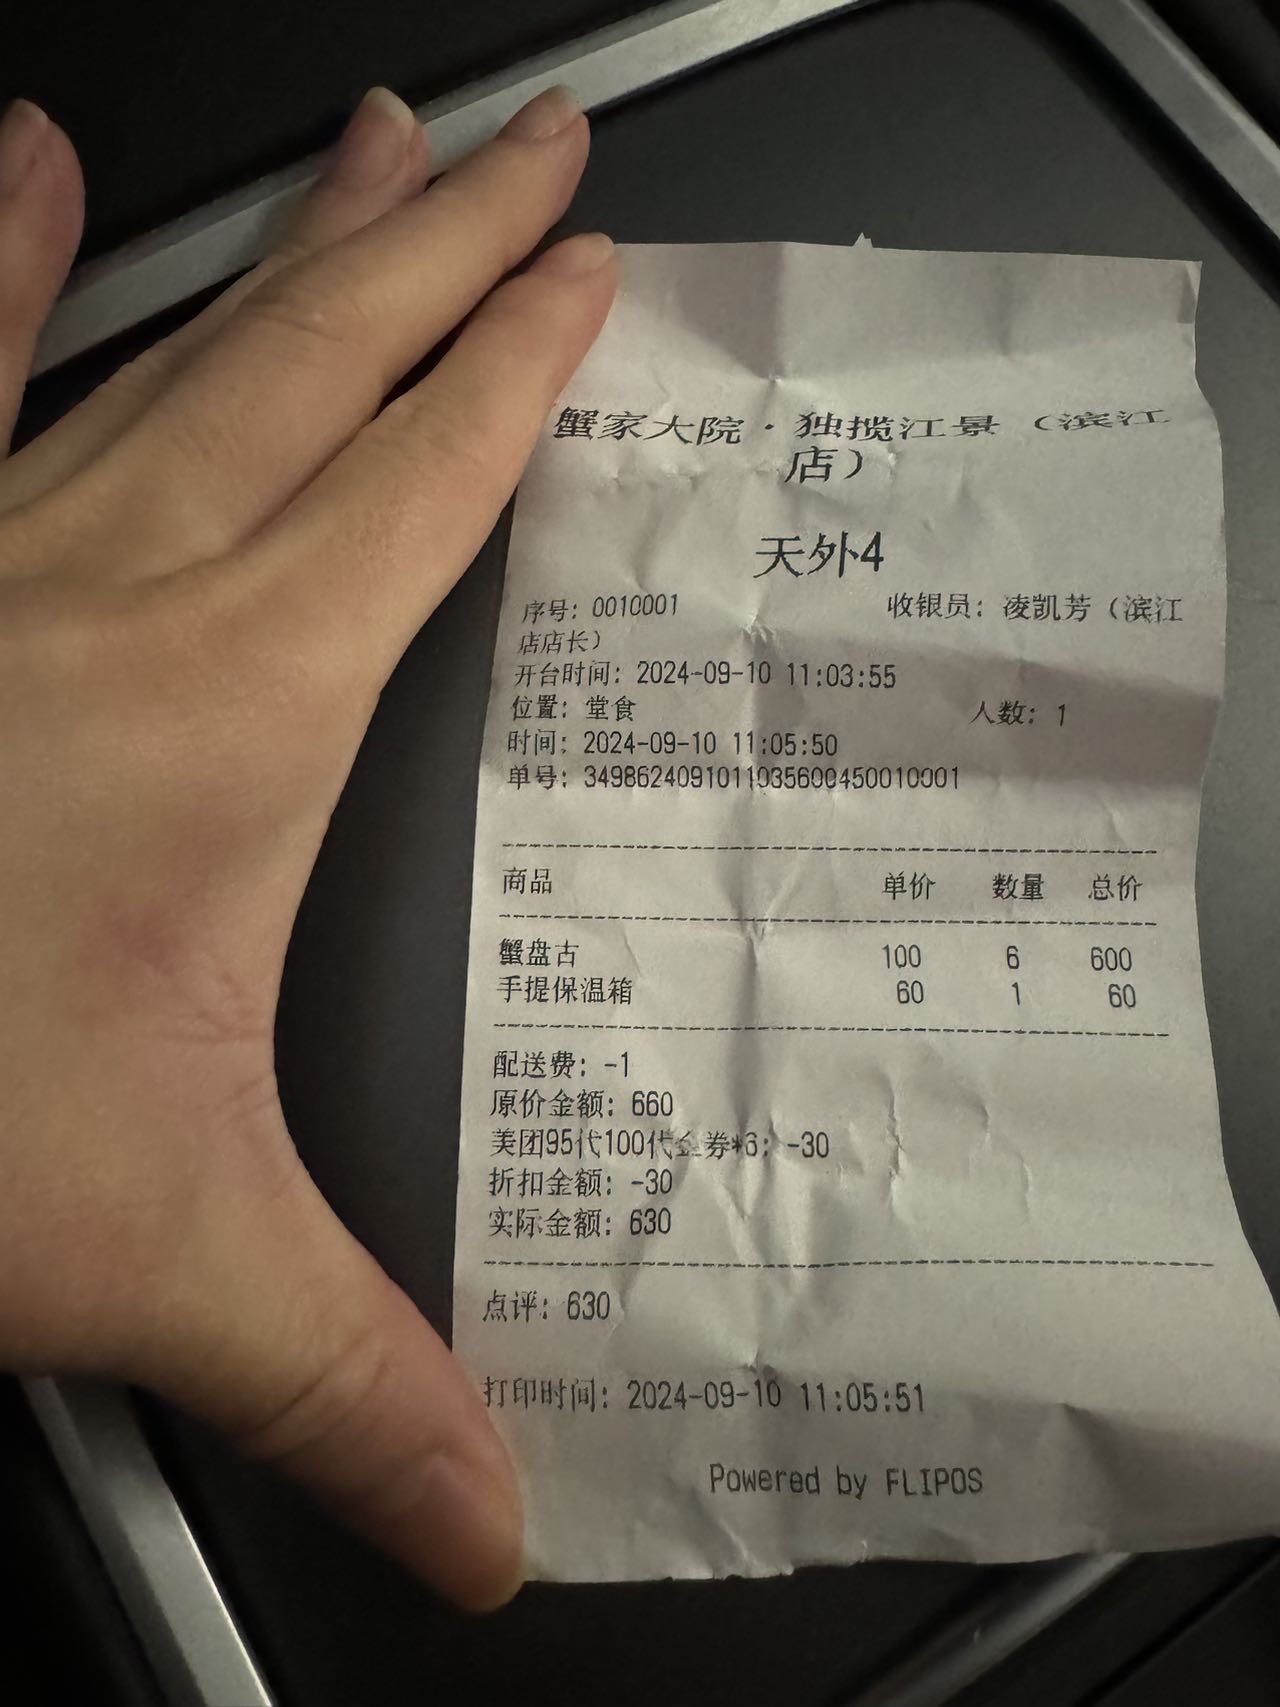 蟹家大院·独揽江景（滨江
店）
天外4
序号：0010001 收银员：凌凯芳（滨江
店店长）
开台时间：2024-09-10 11:03:55
位置：堂食 人数：1
时间：2024-09-10 11:05:50
单号：3498624091011035600450010001
商品 单价 数量 总价
蟹盘古 100 6 600
手提保温箱 60 1 60
配送费：-1
原价金额：660
美团95代100代金券*6：-30
折扣金额：-30
实际金额：630
点评：630
打印时间：2024-09-10 11:05:51
Powered by FLIPOS